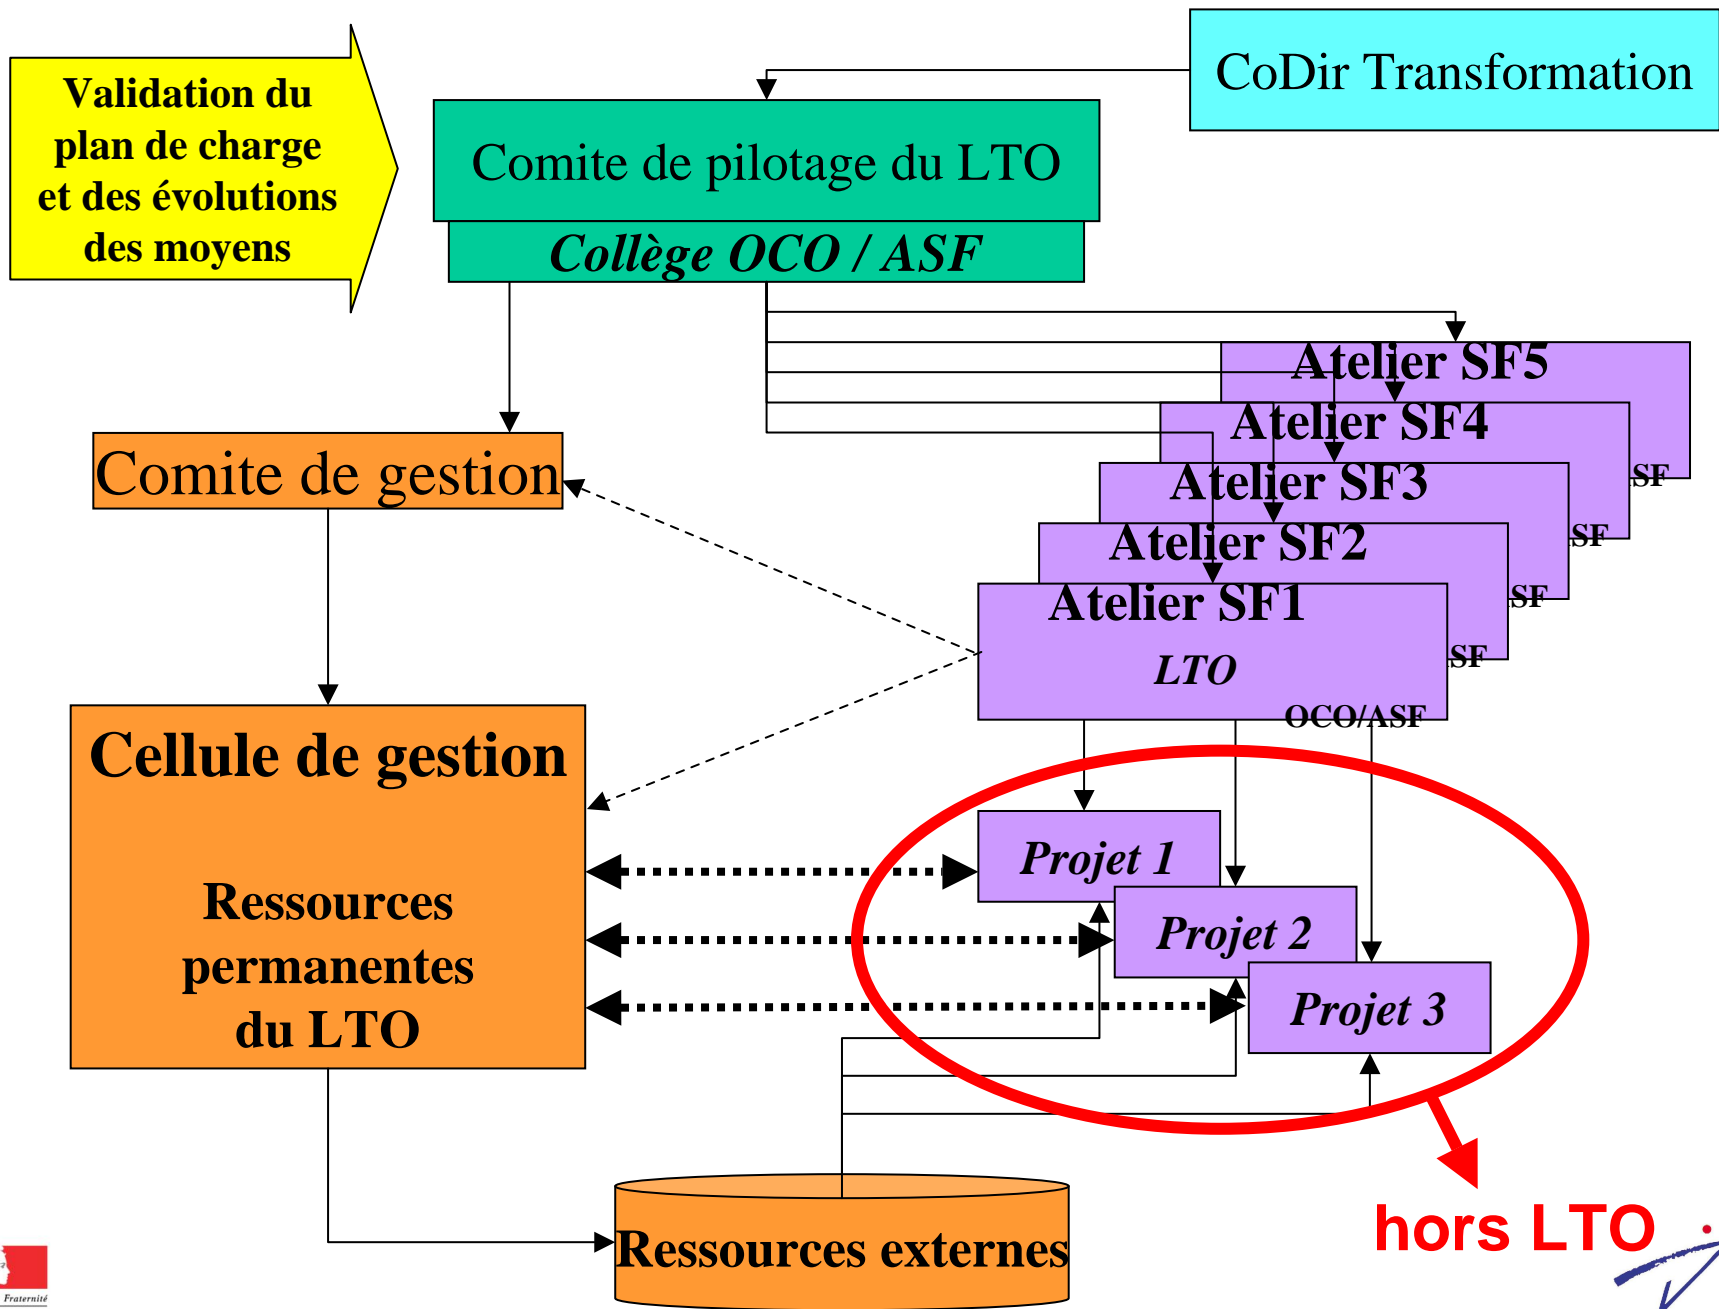 CoDir Transformation
Validation du
plan de charge
et des évolutions
des moyens
Comite de pilotage du LTO
Collège OCO / ASF
Atelier SF5
Atelier SF4
SF
Atelier SF3
SF
Atelier SF2
SF
Atelier SF1
SF
LTO
OCO/ASF
Comite de gestion
Cellule de gestion
Ressources
permanentes
du LTO
Projet 1
Projet 2
Projet 3
hors LTO
Ressources externes
Fraternité